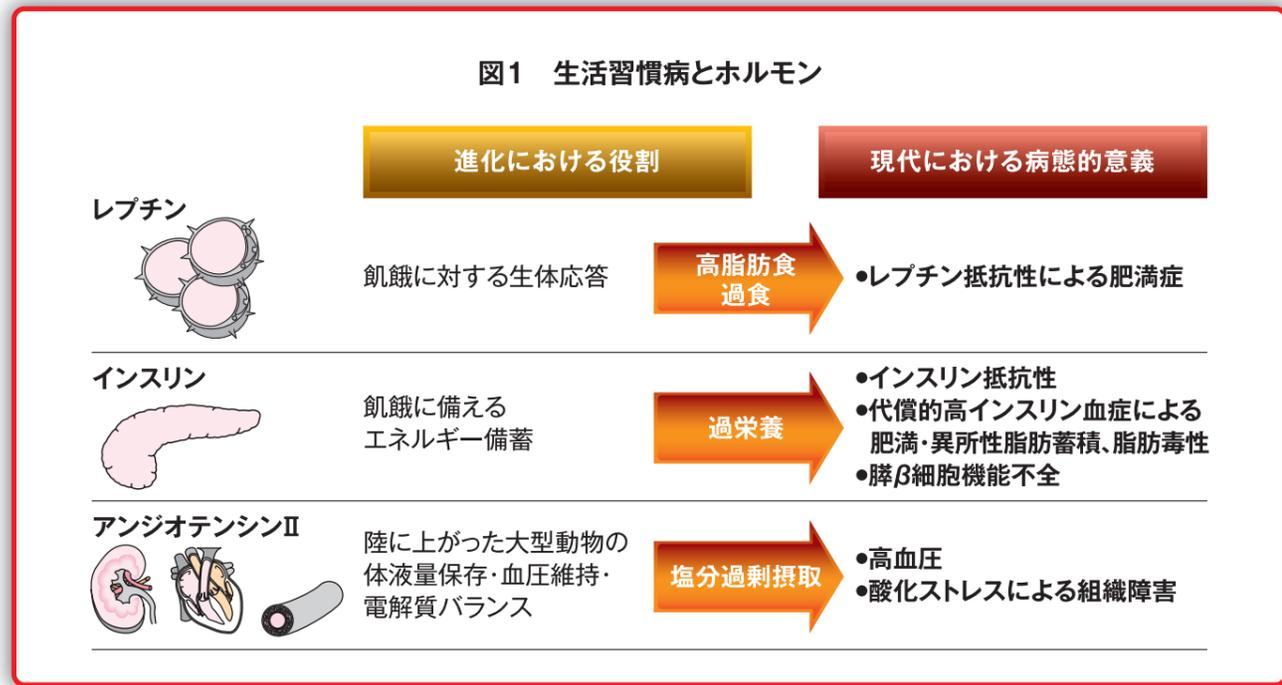 図1　生活習慣病とホルモン
進化における役割
現代における病態的意義
レプチン
飢餓に対する生体応答
高脂肪食
過食
●レプチン抵抗性による肥満症
インスリン
飢餓に備える
エネルギー備蓄
過栄養
●インスリン抵抗性
●代償的高インスリン血症による
肥満・異所性脂肪蓄積、脂肪毒性
●膵β細胞機能不全
アンジオテンシンⅡ
陸に上がった大型動物の
体液量保存・血圧維持・
電解質バランス
塩分過剰摂取
●高血圧
●酸化ストレスによる組織障害